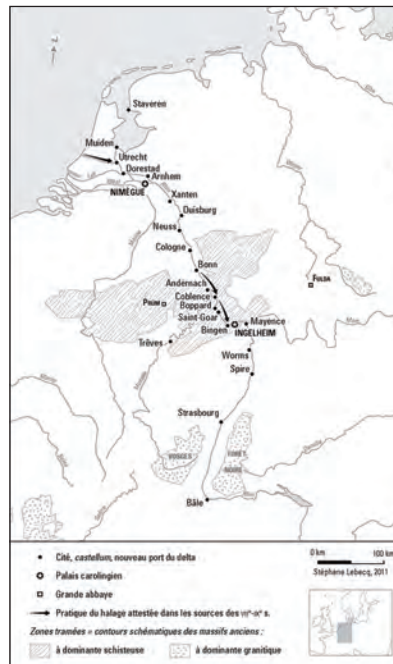 Staveren
Muiden
Utrecht
Dorestad
Arnhem
NIMÈGUE
Xanten
Duisburg
Neuss
Cologne
Bonn
Andernach
Coblence
Boppard
Saint-Goar
Bingen
Mayence
INGELHEIM
PRÜM
FULDA
Trèves
Worms
Spire
Strasbourg
VOSGES
FORÊT
NOIRE
Bâle
Cité, castellum, nouveau port du delta
Palais carolingien
Grande abbaye
Pratique du halage attestée dans les sources des VIIIe-IXe s.
Zones tramées = contours schématiques des massifs anciens :
à dominante schisteuse
à dominante granitique
0 km 100 km
Stéphane Lebecq, 2011